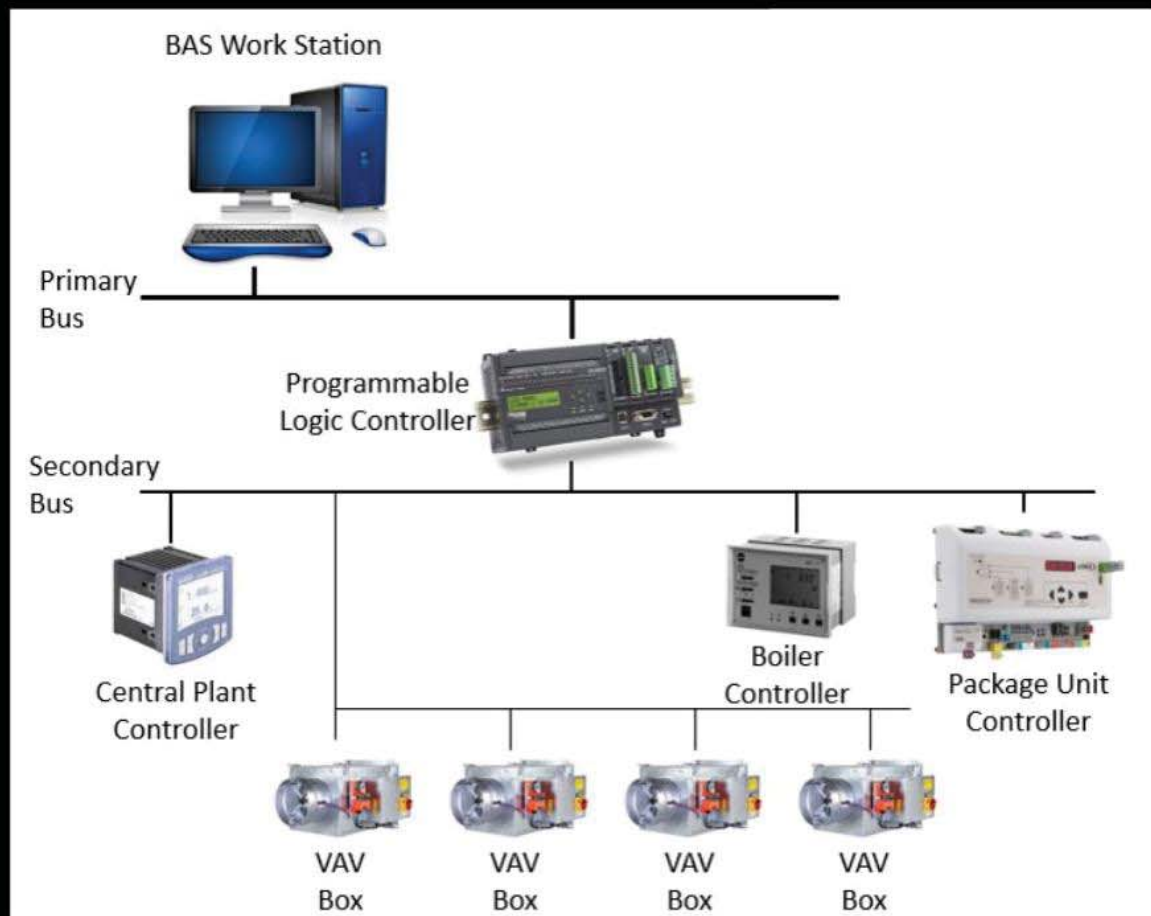 BAS Work Station
Primary
Bus
Programmable
Logic Controller
Secondary
Bus
Central Plant
Controller
Boiler
Controller
Package Unit
Controller
VAV
Box
VAV
Box
VAV
Box
VAV
Box